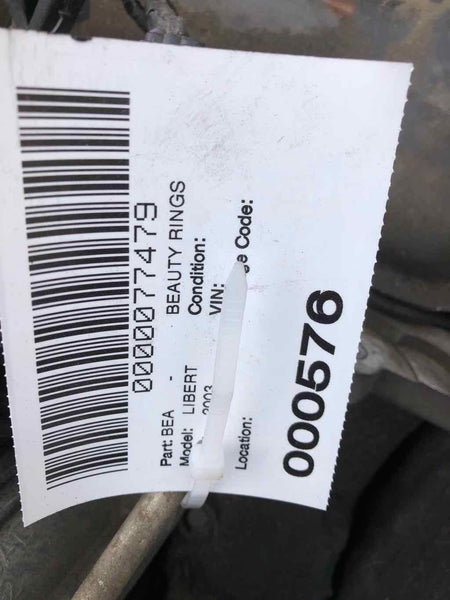 0000077479
Part: BEA - BEAUTY RINGS
Model: LIBERT Condition:
2003 VIN:
Code:
Location:
000576